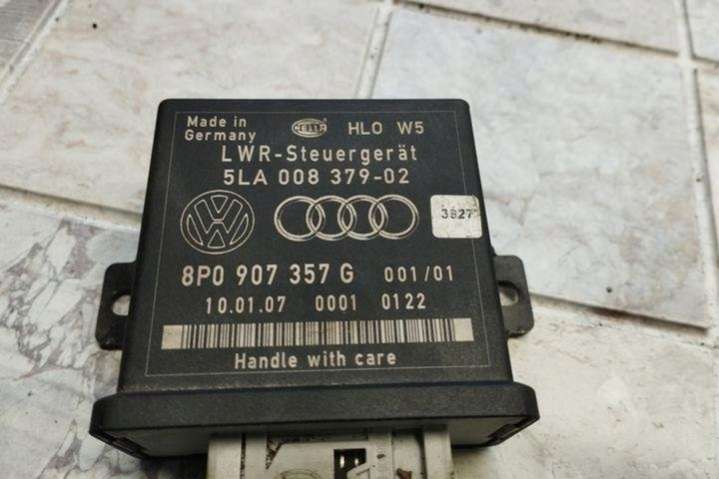 Made in
Germany
HELLA
HLO W5
LWR-Steuergerät
5LA 008 379-02
3827
8P0 907 357 G 001/01
10.01.07 0001 0122
Handle with care